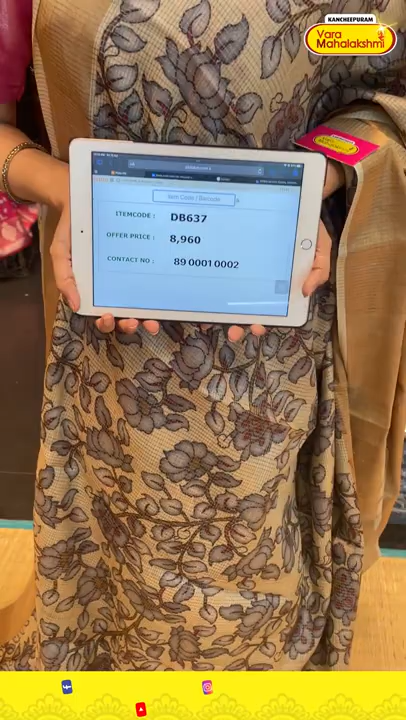 KANCHEEPURAM
Vara
Mahalakshmi
Item Code / Barcode
ITEMCODE : DB637
OFFER PRICE : 8,960
CONTACT NO : 89 0001 0002